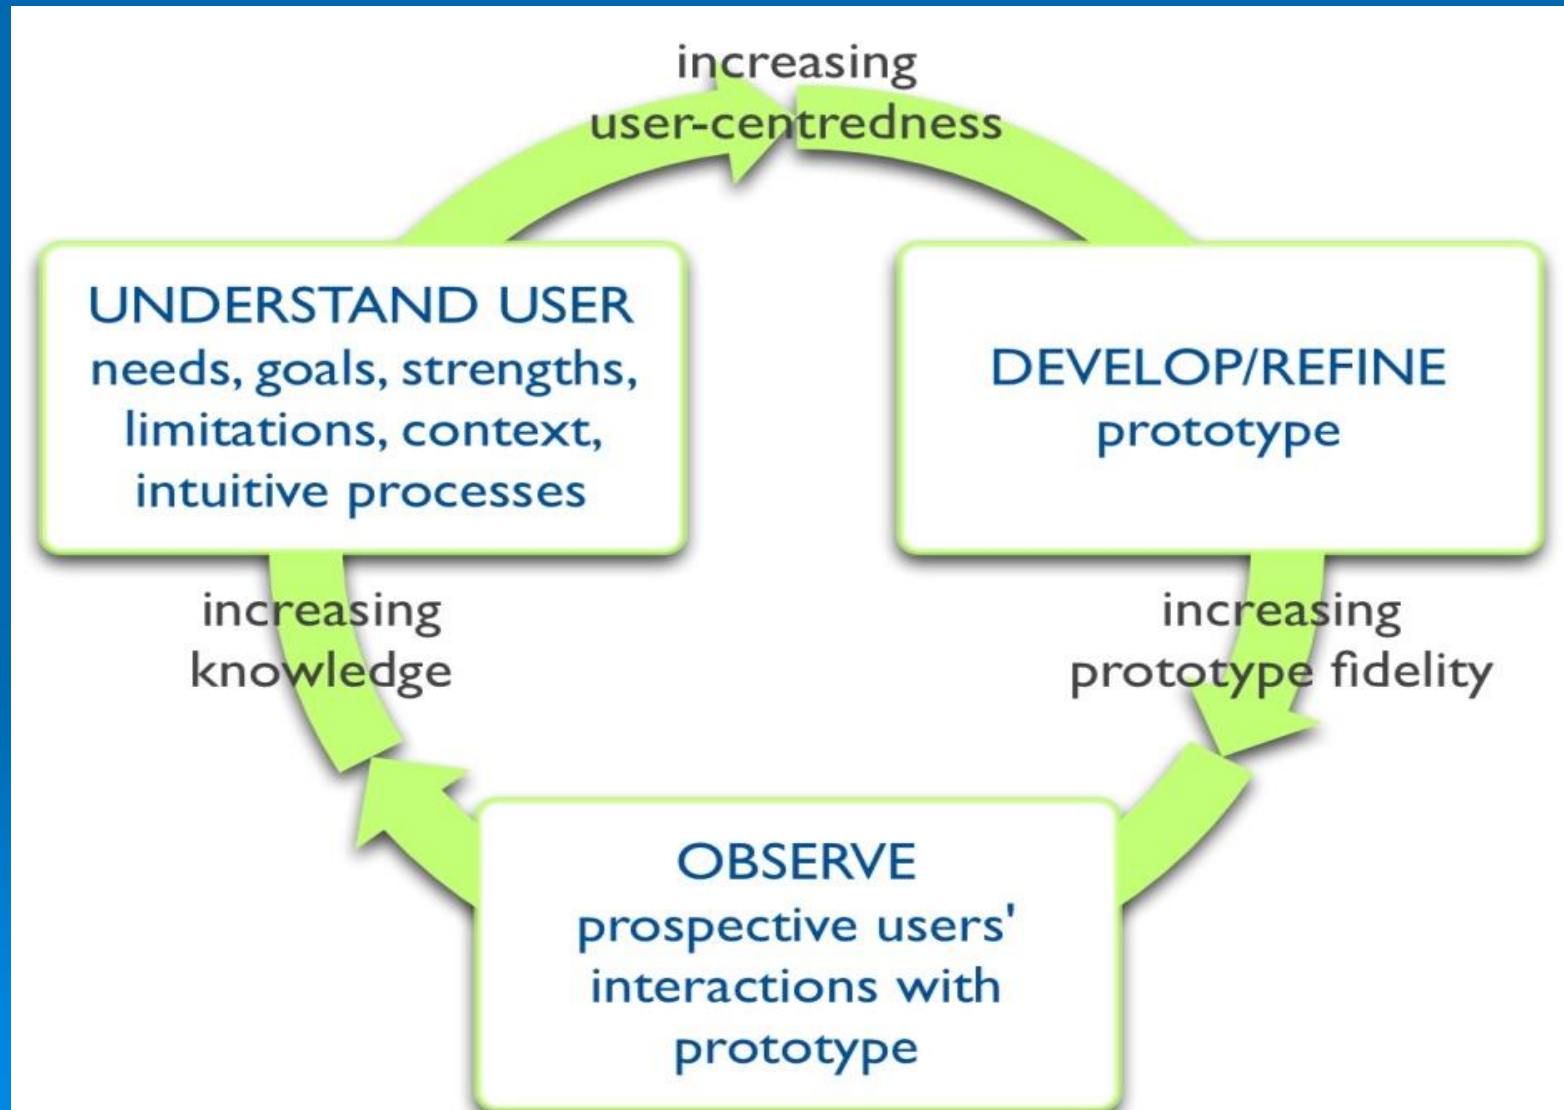 increasing
user-centredness
UNDERSTAND USER
needs, goals, strengths,
limitations, context,
intuitive processes
DEVELOP/REFINE
prototype
increasing
knowledge
increasing
prototype fidelity
OBSERVE
prospective users'
interactions with
prototype